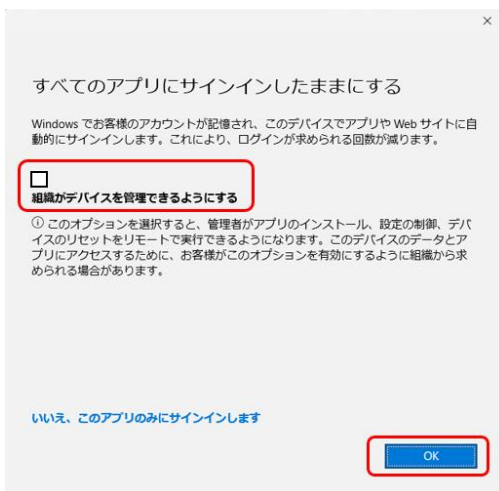 すべてのアプリにサインインしたままにする
Windows でお客様のアカウントが記憶され、このデバイスでアプリや Web サイトに自
動的にサインインします。これにより、ログインが求められる回数が減ります。
組織がデバイスを管理できるようにする
ⓘ このオプションを選択すると、管理者がアプリのインストール、設定の制御、デバ
イスのリセットをリモートで実行できるようになります。このデバイスのデータとア
プリにアクセスするために、お客様がこのオプションを有効にするように組織から求
められる場合があります。
いいえ、このアプリのみにサインインします
OK